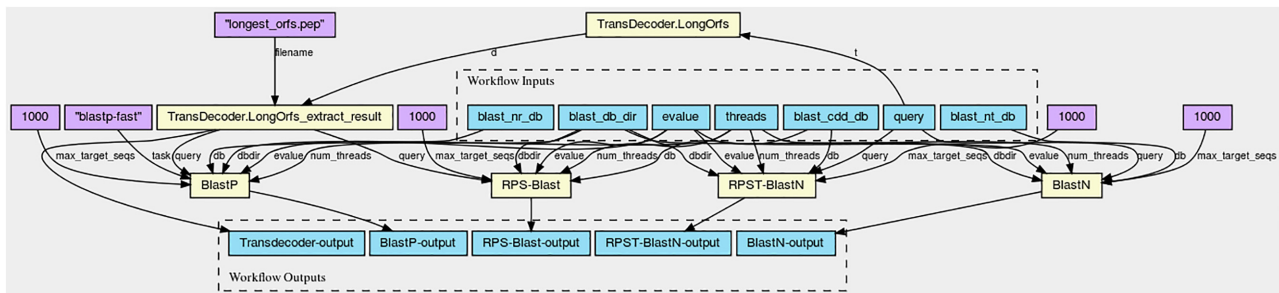 "longest_orfs.pep"
TransDecoder.LongOrfs
filename
d
t
Workflow Inputs
1000
"blastp-fast"
TransDecoder.LongOrfs_extract_result
1000
blast_nr_db
blast_db_dir
evalue
threads
blast_cdd_db
query
blast_nt_db
1000
1000
max_target_seqs
task
query
db
dbdir
evalue
num_threads
query
max_target_seqs
dbdir
evalue
num_threads
db
dbdir
evalue
num_threads
db
query
max_target_seqs
dbdir
evalue
num_threads
query
db
max_target_seqs
BlastP
RPS-Blast
RPST-BlastN
BlastN
Transdecoder-output
BlastP-output
RPS-Blast-output
RPST-BlastN-output
BlastN-output
Workflow Outputs